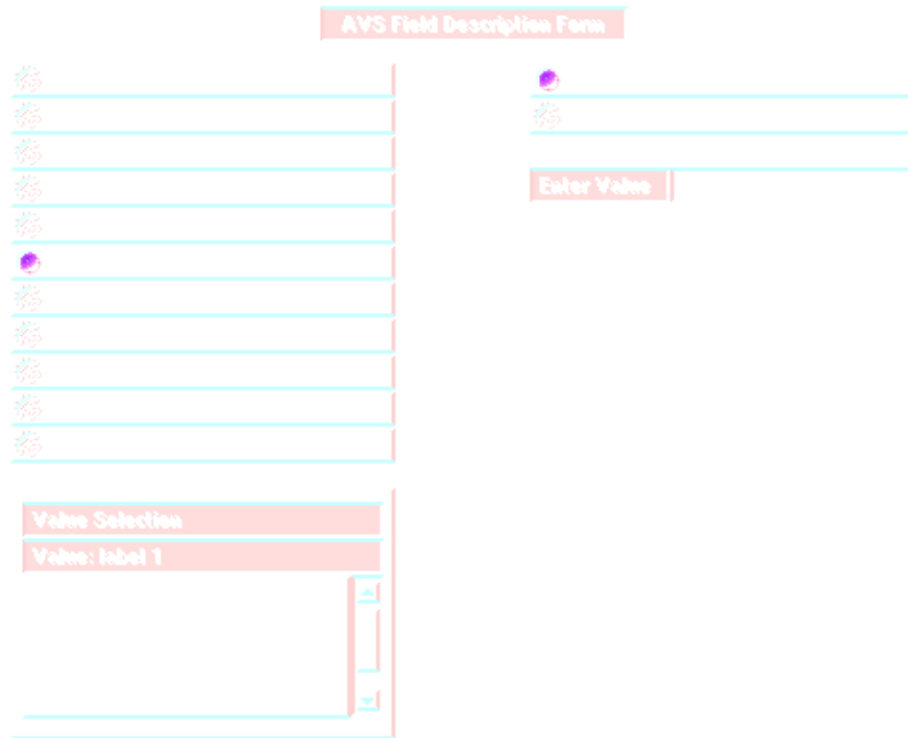 AVS Field Description Form
Enter Value
Value Selection
Value: label 1